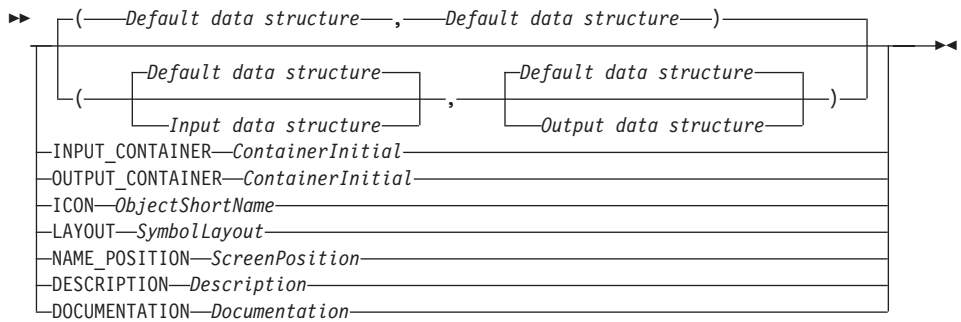 ( Default data structure , Default data structure )
Default data structure Default data structure
( , )
Input data structure Output data structure
INPUT_CONTAINER ContainerInitial
OUTPUT_CONTAINER ContainerInitial
ICON ObjectShortName
LAYOUT SymbolLayout
NAME_POSITION ScreenPosition
DESCRIPTION Description
DOCUMENTATION Documentation